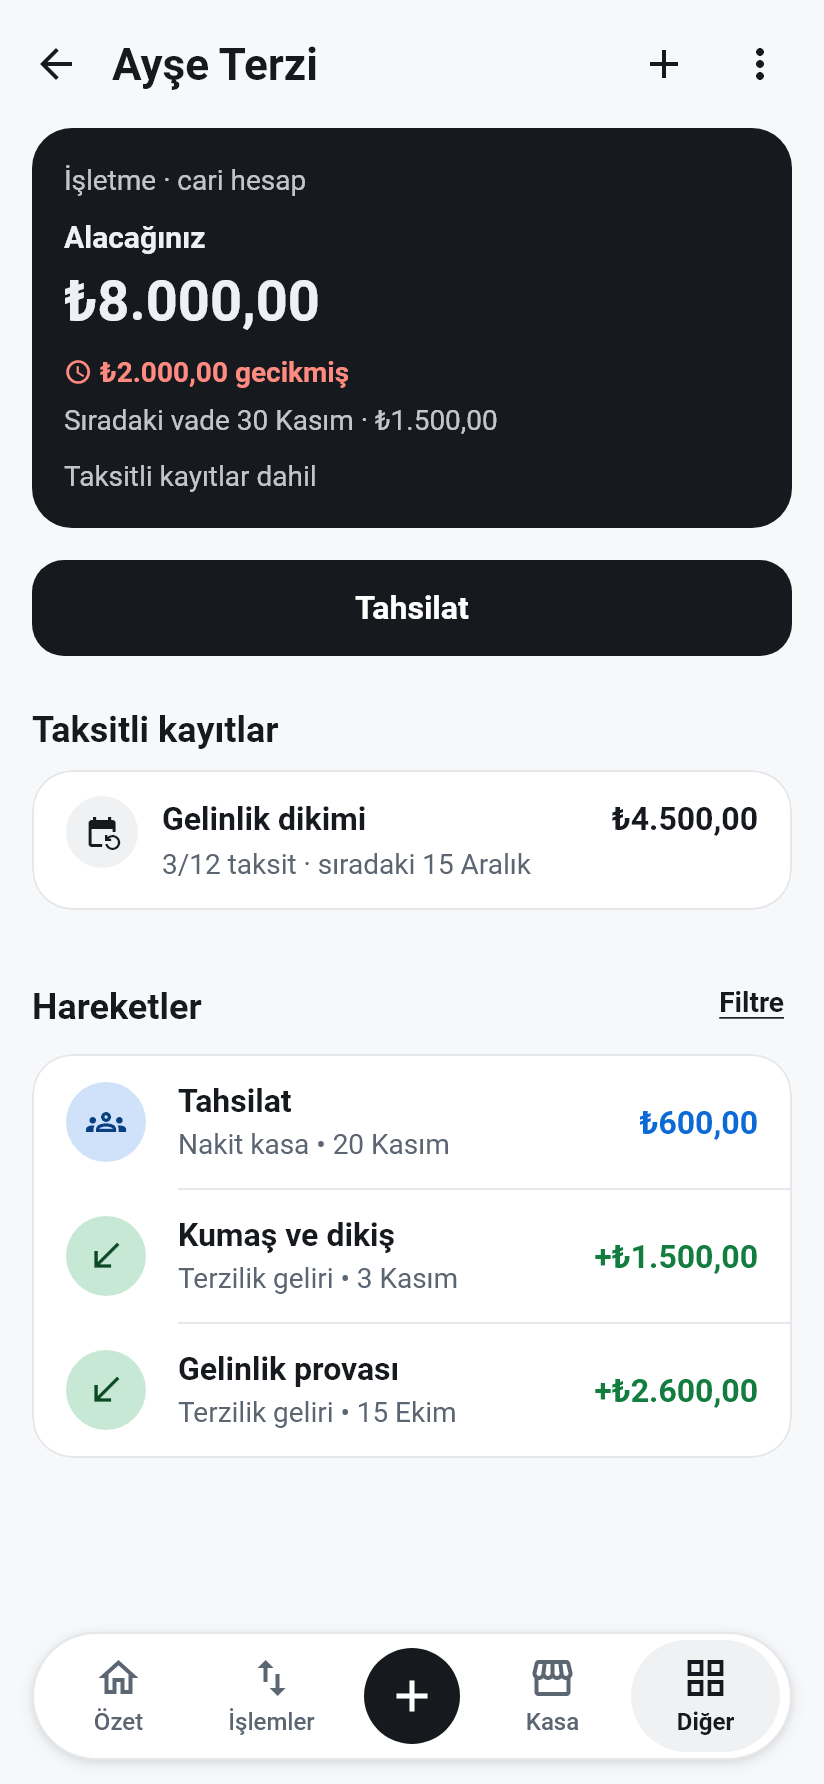 Ayşe Terzi
İşletme · cari hesap
Alacağınız
₺8.000,00
₺2.000,00 gecikmiş
Sıradaki vade 30 Kasım · ₺1.500,00
Taksitli kayıtlar dahil
Tahsilat
Taksitli kayıtlar
Gelinlik dikimi ₺4.500,00
3/12 taksit · sıradaki 15 Aralık
Hareketler Filtre
Tahsilat ₺600,00
Nakit kasa • 20 Kasım
Kumaş ve dikiş +₺1.500,00
Terzilik geliri • 3 Kasım
Gelinlik provası +₺2.600,00
Terzilik geliri • 15 Ekim
Özet İşlemler Kasa Diğer